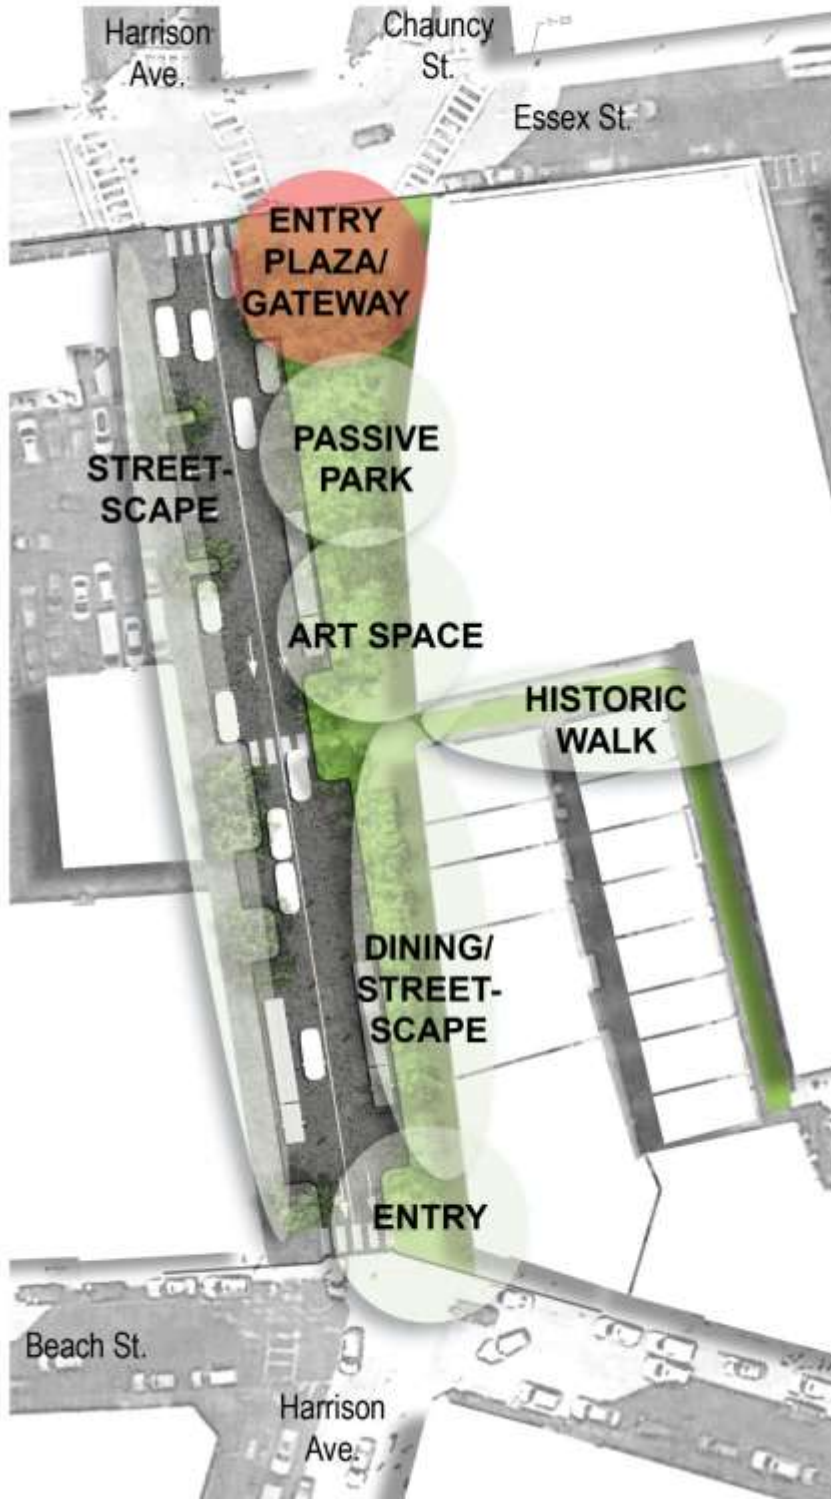 Harrison
Ave.
Chauncy
St.
Essex St.
ENTRY
PLAZA/
GATEWAY
PASSIVE
PARK
STREET-
SCAPE
ART SPACE
HISTORIC
WALK
DINING/
STREET-
SCAPE
ENTRY
Beach St.
Harrison
Ave.